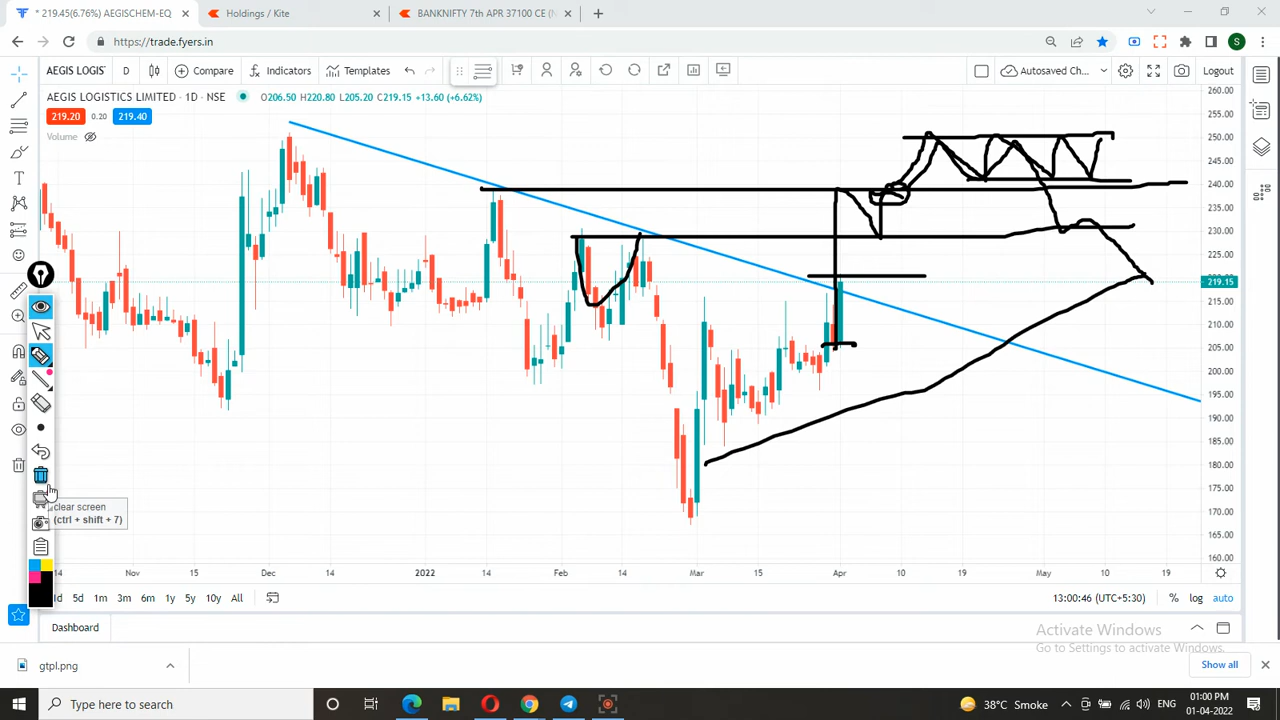 * 219.45(6.76%) AEGISCHEM-EQ
Holdings / Kite
BANKNIFTY 7th APR 37100 CE (N
https://trade.fyers.in
S
AEGIS LOGIS
D
Compare
Indicators
Templates
Autosaved Ch...
Logout
AEGIS LOGISTICS LIMITED · 1D · NSE
O206.50 H220.80 L205.20 C219.15 +13.60 (+6.62%)
219.20
0.20
219.40
Volume
260.00
255.00
250.00
245.00
240.00
235.00
230.00
225.00
219.15
215.00
210.00
205.00
200.00
195.00
190.00
185.00
180.00
175.00
170.00
165.00
160.00
clear screen
(ctrl + shift + 7)
14
Nov
15
Dec
14
2022
14
Feb
14
Mar
15
Apr
10
19
May
10
19
1d
5d
1m
3m
6m
1y
5y
10y
All
13:00:46 (UTC+5:30)
%
log
auto
Dashboard
Activate Windows
Go to Settings to activate Windows.
gtpl.png
Show all
Type here to search
38°C Smoke
ENG
01:00 PM
01-04-2022